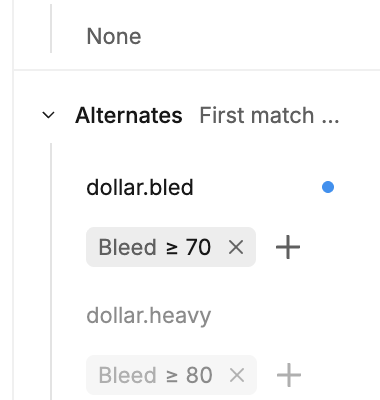 None
Alternates First match ...
dollar.bled
Bleed ≥ 70 ×
dollar.heavy
Bleed ≥ 80 ×